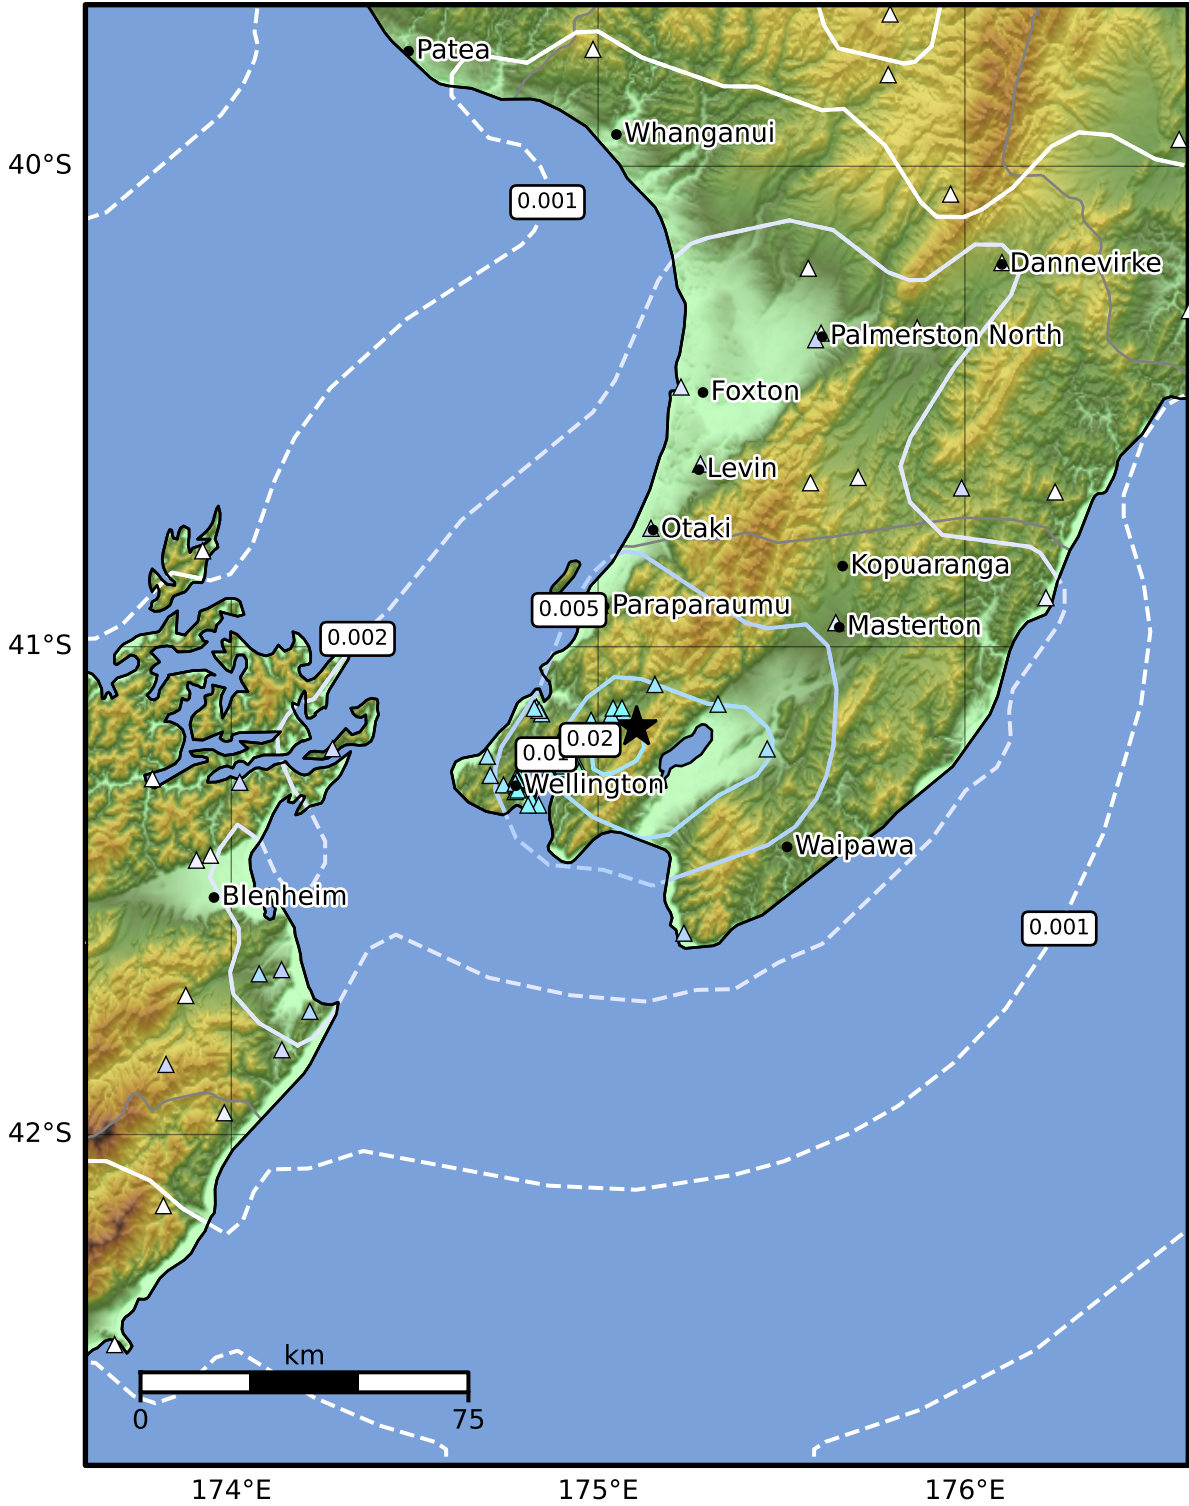 Patea
Whanganui
40°S
0.001
Dannevirke
Palmerston North
Foxton
Levin
Otaki
Kopuaranga
0.005
Paraparaumu
Masterton
0.002
41°S
0.02
Wellington
Waipawa
Blenheim
0.001
42°S
km
0
75
174°E
175°E
176°E